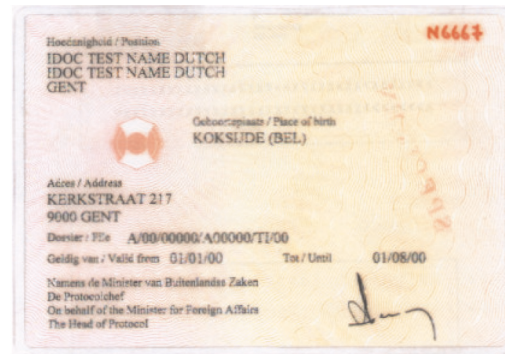 N6667
Hoedanigheid / Position
IDOC TEST NAME DUTCH
IDOC TEST NAME DUTCH
GENT
Geboorteplaats / Place of birth
KOKSIJDE (BEL)
Adres / Address
KERKSTRAAT 217
9000 GENT
Dossier / File A/00/00000/A00000/TI/00
Geldig van / Valid from 01/01/00 Tot / Until 01/08/00
Namens de Minister van Buitenlandse Zaken
De Protocolchef
On behalf of the Minister for Foreign Affairs
The Head of Protocol